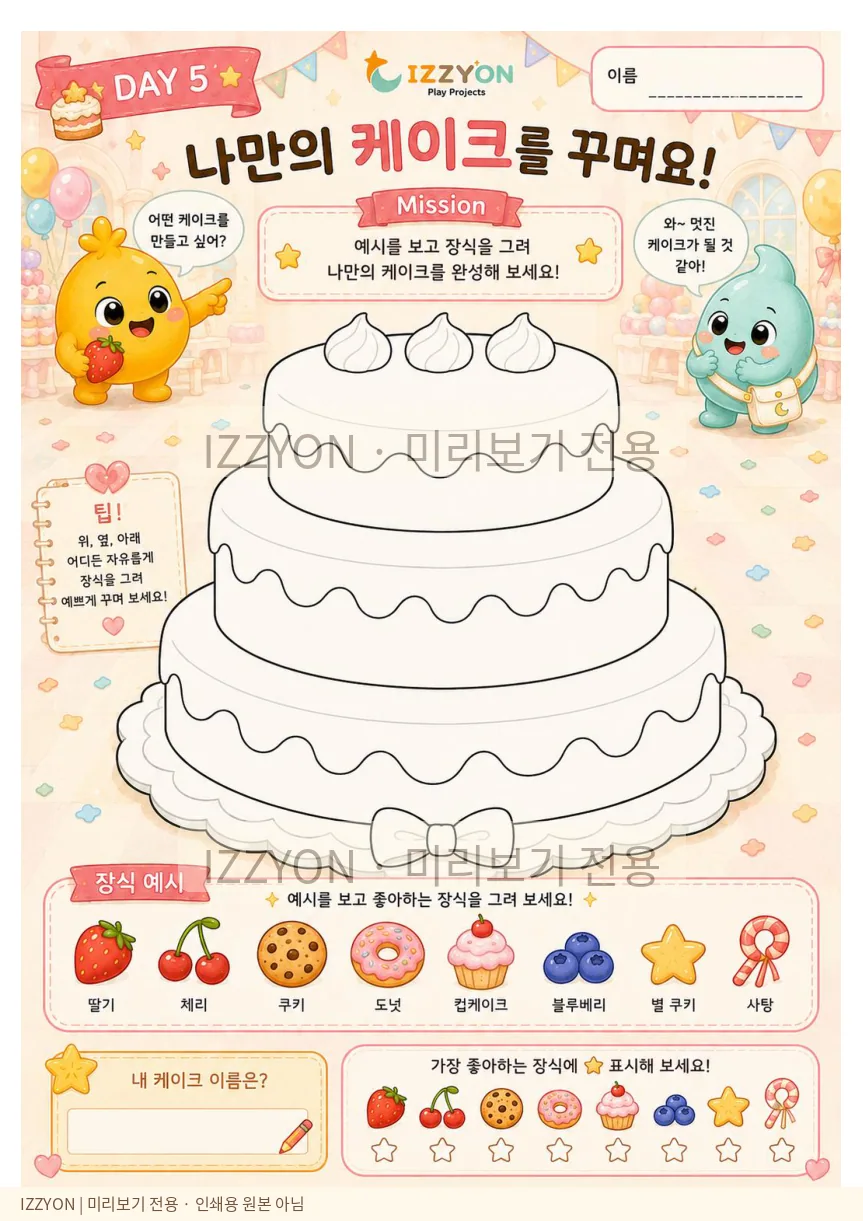 DAY 5
IZZYON
Play Projects
이름
나만의 케이크를 꾸며요!
Mission
예시를 보고 장식을 그려
나만의 케이크를 완성해 보세요!
어떤 케이크를
만들고 싶어?
와~ 멋진
케이크가 될 것
같아!
IZZYON · 미리보기 전용
팁!
위, 옆, 아래
어디든 자유롭게
장식을 그려
예쁘게 꾸며 보세요!
IZZYON · 미리보기 전용
장식 예시
예시를 보고 좋아하는 장식을 그려 보세요!
딸기 체리 쿠키 도넛 컵케이크 블루베리 별 쿠키 사탕
내 케이크 이름은?
가장 좋아하는 장식에 표시해 보세요!
IZZYON | 미리보기 전용 · 인쇄용 원본 아님